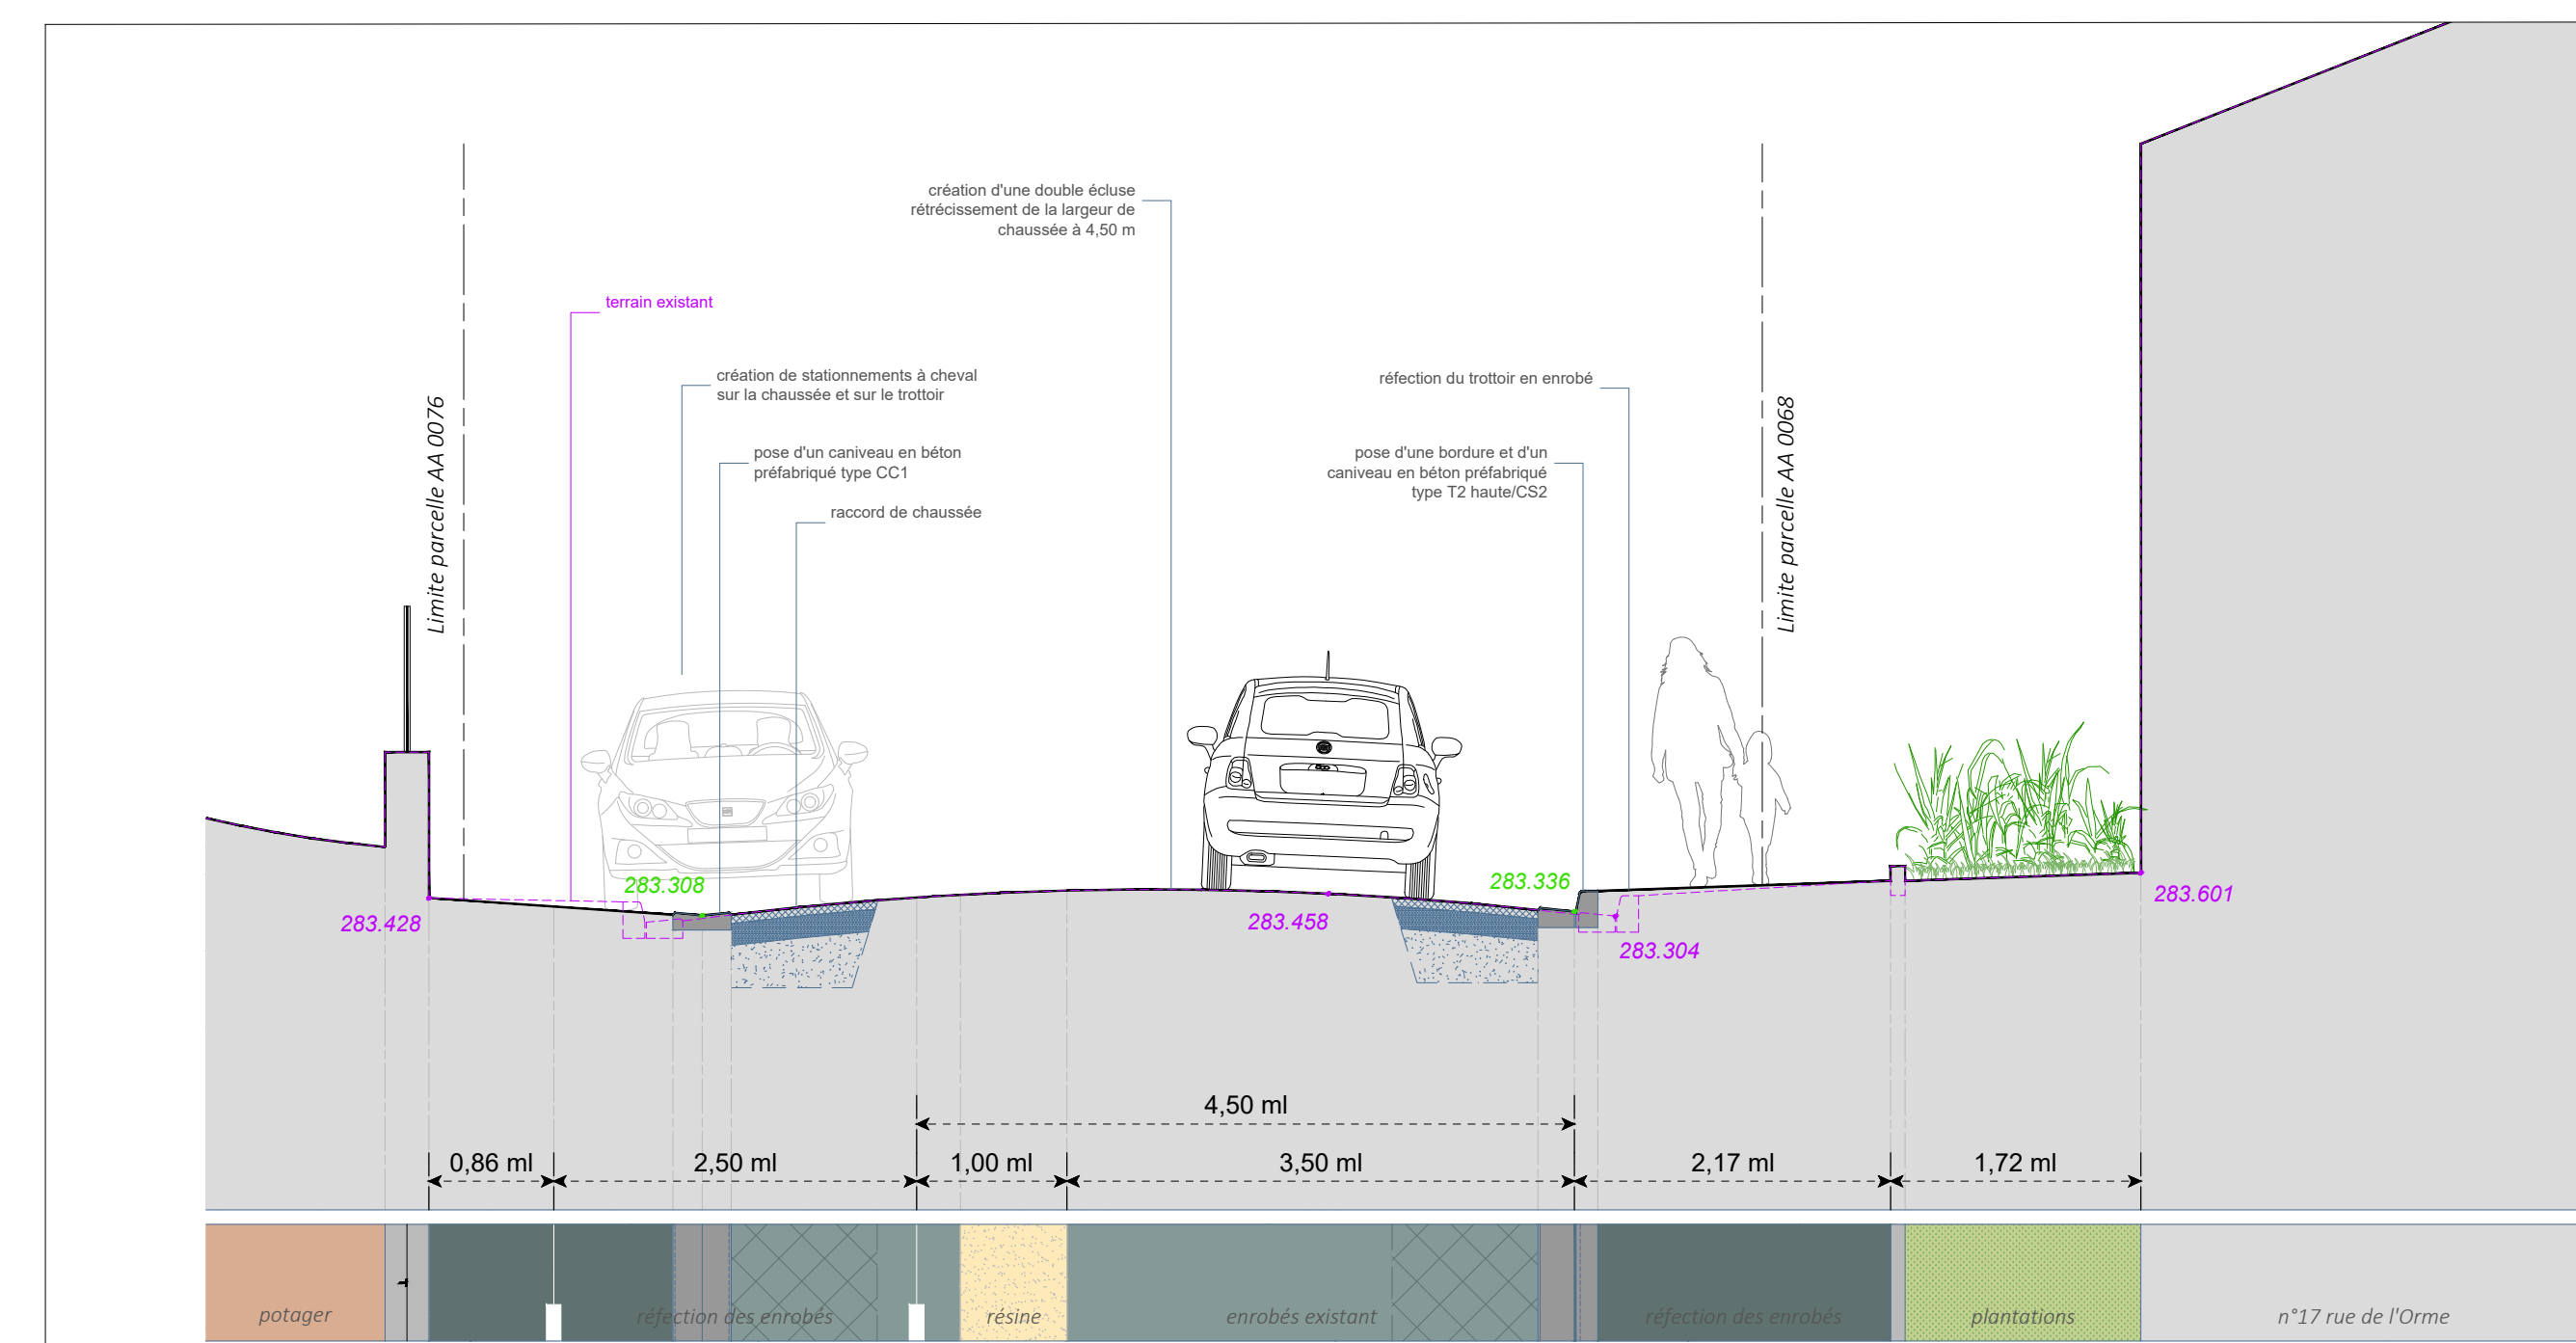 création d'une double écluse
rétrécissement de la largeur de
chaussée à 4,50 m
terrain existant
création de stationnements à cheval
sur la chaussée et sur le trottoir
réfection du trottoir en enrobé
Limite parcelle AA 0076
Limite parcelle AA 0068
pose d'un caniveau en béton
préfabriqué type CC1
pose d'une bordure et d'un
caniveau en béton préfabriqué
type T2 haute/CS2
raccord de chaussée
283.308
283.336
283.428
283.458
283.304
283.601
4,50 ml
0,86 ml
2,50 ml
1,00 ml
3,50 ml
2,17 ml
1,72 ml
potager
réfection des enrobés
résine
enrobés existant
réfection des enrobés
plantations
n°17 rue de l'Orme